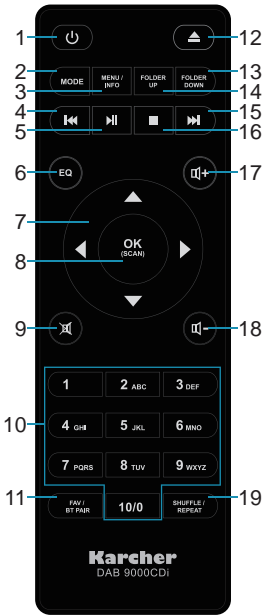 1 12
2 MODE MENU / INFO FOLDER UP FOLDER DOWN 13
3 14
4 15
5 16
6 EQ 17
+
7
8 OK
(SCAN)
9 - 18
1 2 ABC 3 DEF
10 4 GHI 5 JKL 6 MNO
7 PQRS 8 TUV 9 WXYZ
11 FAV / BT PAIR 10/0 SHUFFLE / REPEAT 19
Karcher
DAB 9000CDi